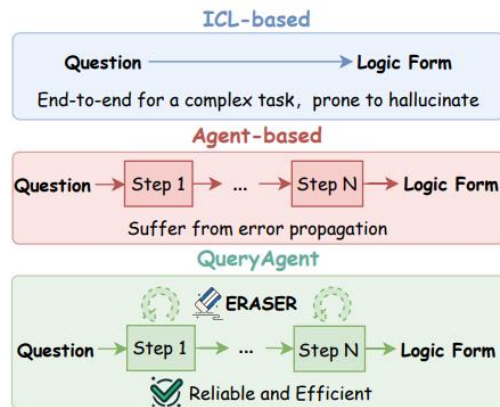 ICL-based
Question Logic Form
End-to-end for a complex task, prone to hallucinate
Agent-based
Question Step 1 ... Step N Logic Form
Suffer from error propagation
QueryAgent
ERASER
Question Step 1 ... Step N Logic Form
Reliable and Efficient